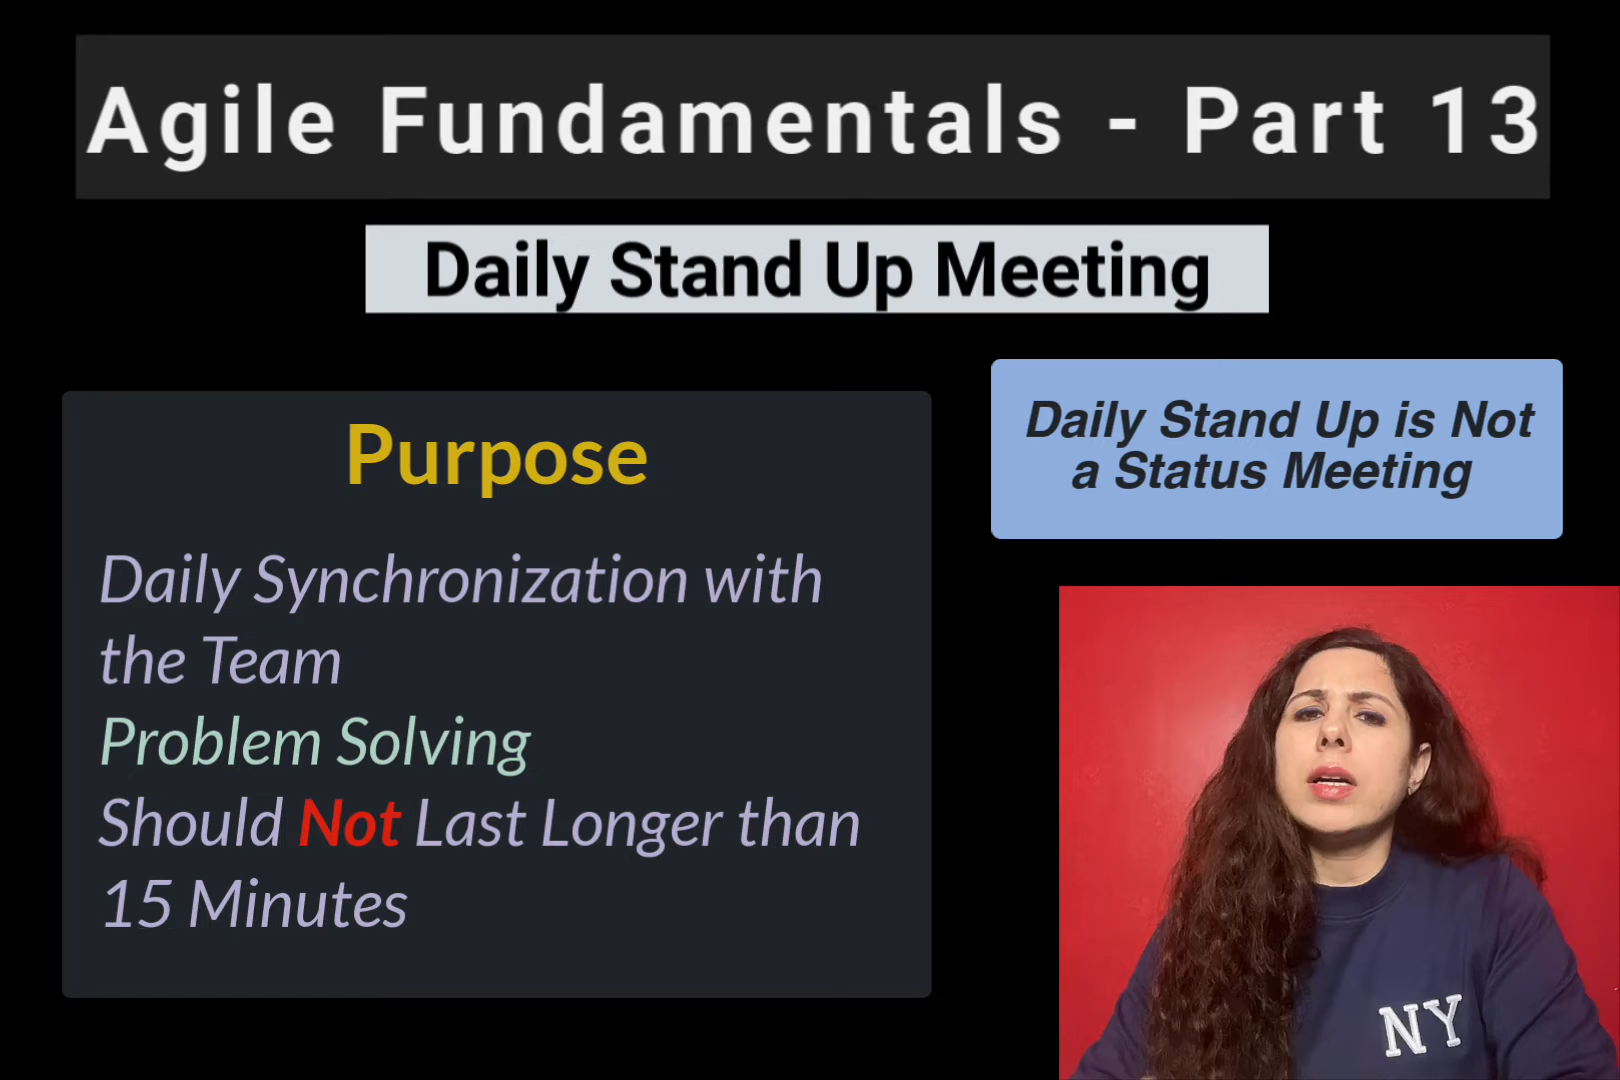 Agile Fundamentals - Part 13
Daily Stand Up Meeting
Purpose
Daily Synchronization with
the Team
Problem Solving
Should Not Last Longer than
15 Minutes
Daily Stand Up is Not
a Status Meeting
NY